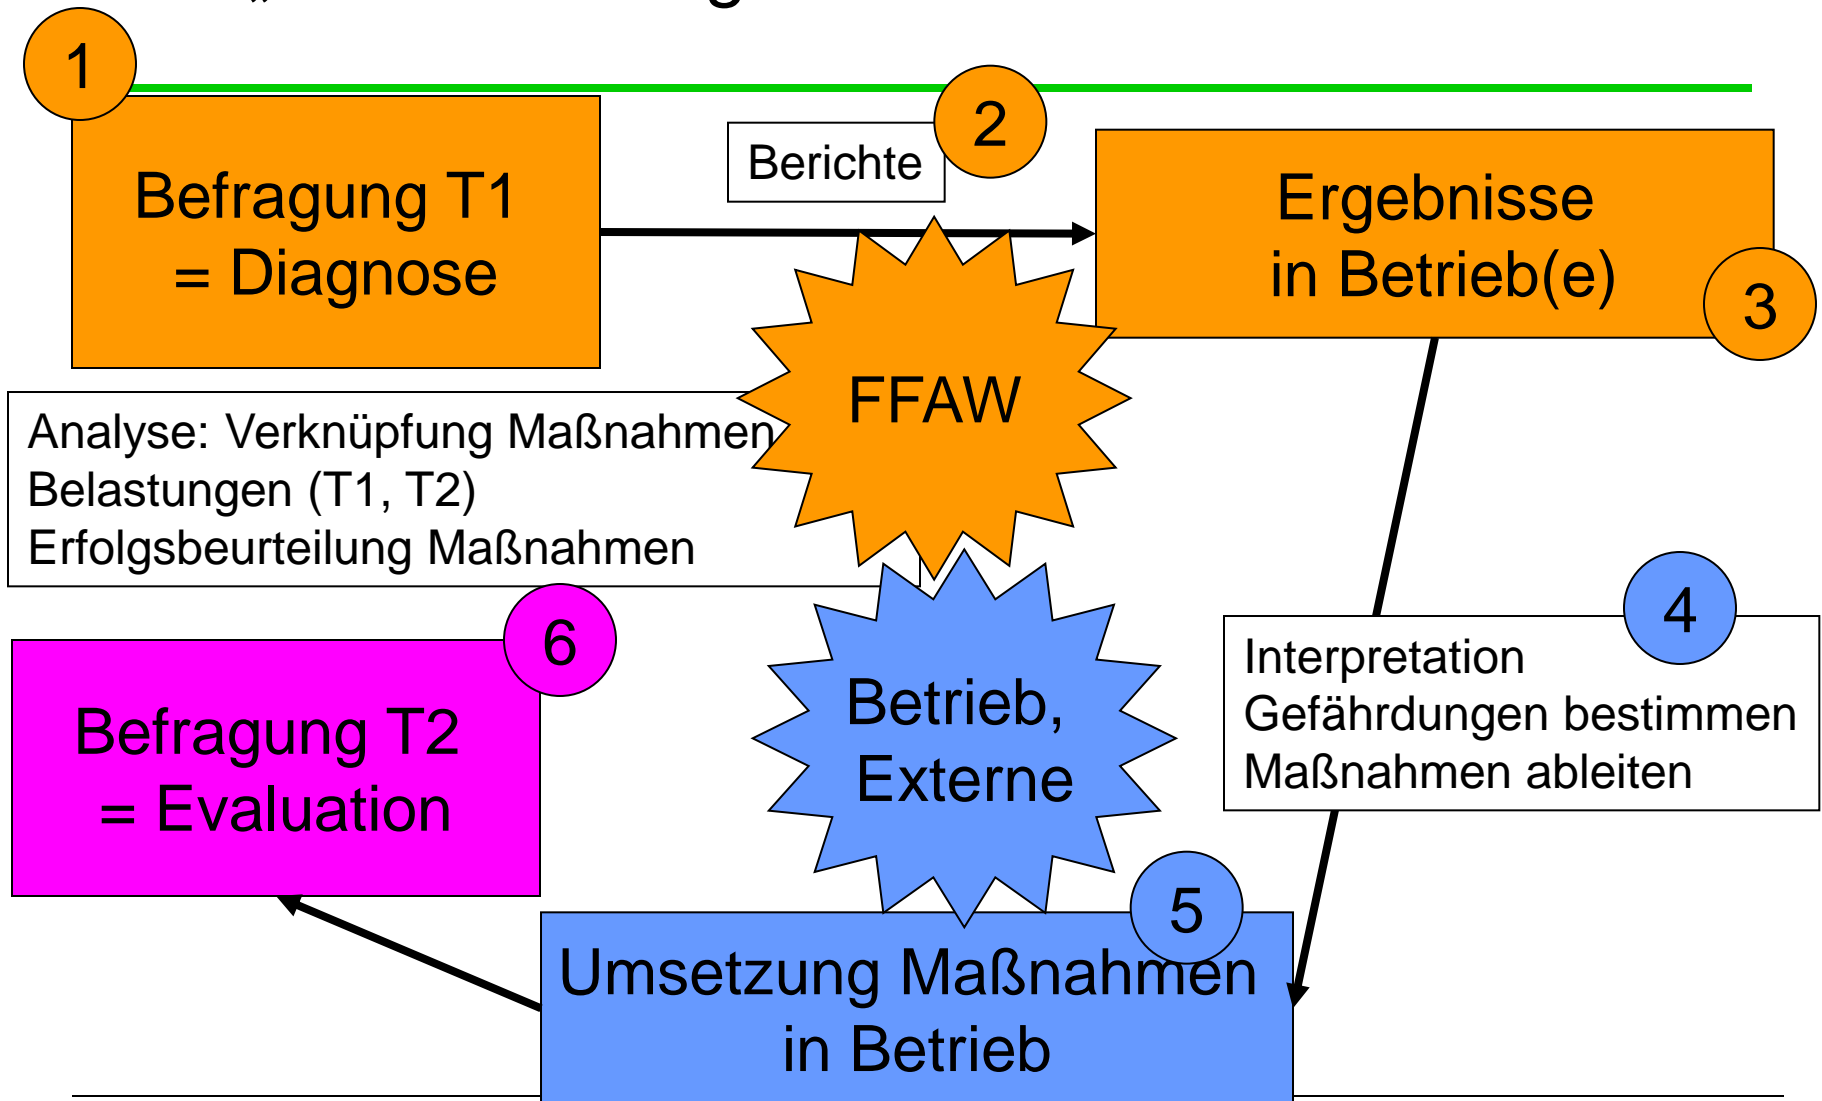 1
Befragung T1
= Diagnose
Berichte
2
Ergebnisse
in Betrieb(e)
3
FFAW
Analyse: Verknüpfung Maßnahmen
Belastungen (T1, T2)
Erfolgsbeurteilung Maßnahmen
4
Interpretation
Gefährdungen bestimmen
Maßnahmen ableiten
Betrieb,
Externe
6
Befragung T2
= Evaluation
5
Umsetzung Maßnahmen
in Betrieb